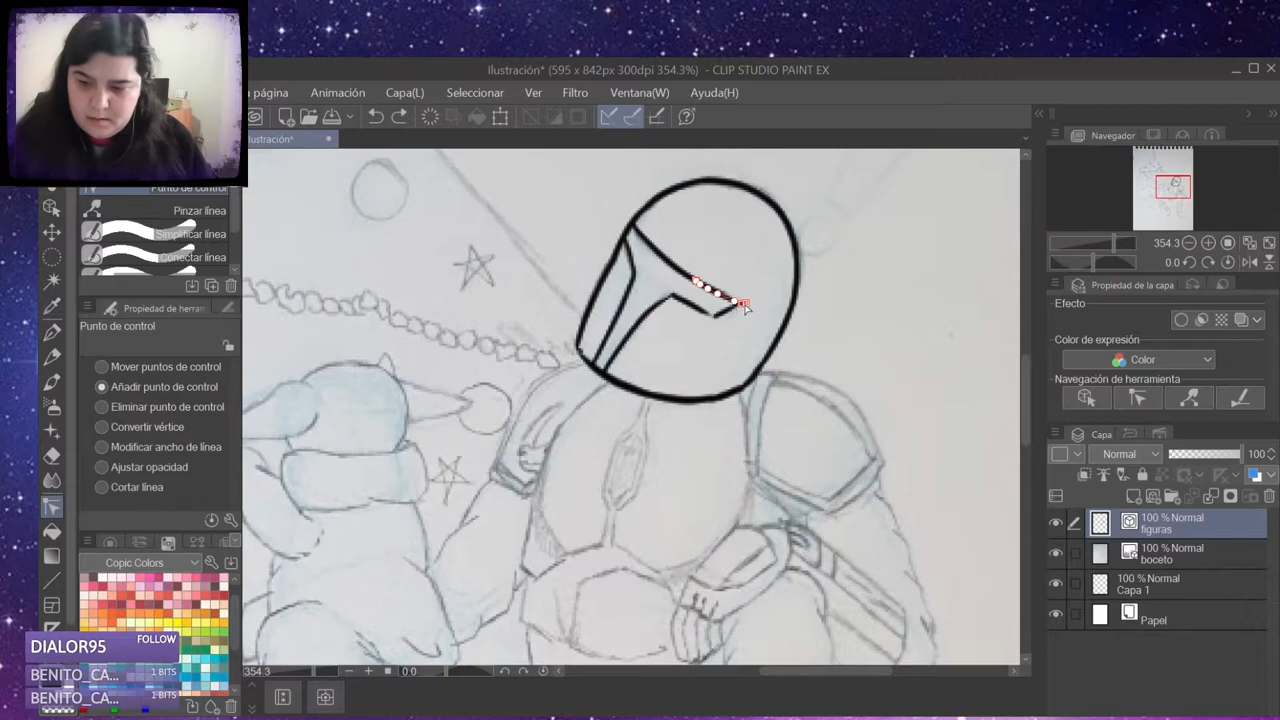 Ilustración* (595 x 842px 300dpi 354.3%) - CLIP STUDIO PAINT EX
a página
Animación
Capa(L)
Seleccionar
Ver
Filtro
Ventana(W)
Ayuda(H)
lustración*
Punto de control
Pinzar línea
Simplificar línea
Conectar línea
Propiedad de herrar
Punto de control
Mover puntos de control
Añadir punto de control
Eliminar punto de control
Convertir vértice
Modificar ancho de línea
Ajustar opacidad
Cortar línea
Copic Colors
DIALOR95
FOLLOW
BENITO_CA...
1 BITS
BENITO_CA...
1 BITS
354.3
0.0
Navegador
354.3
0.0
Propiedad de la capa
Efecto
Color de expresión
Color
Navegación de herramienta
Capa
Normal
100
100 % Normal
figuras
100 % Normal
boceto
100 % Normal
Capa 1
Papel